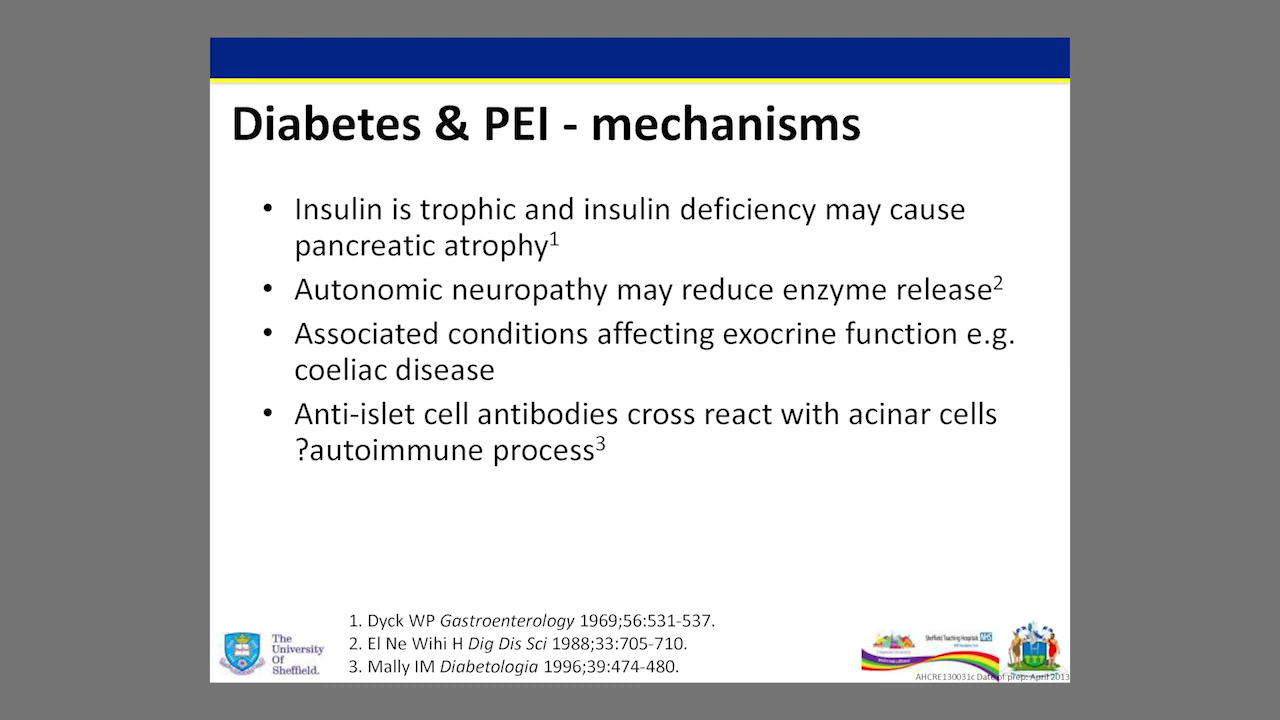 Diabetes & PEI - mechanisms
• Insulin is trophic and insulin deficiency may cause
pancreatic atrophy1
• Autonomic neuropathy may reduce enzyme release2
• Associated conditions affecting exocrine function e.g.
coeliac disease
• Anti-islet cell antibodies cross react with acinar cells
?autoimmune process3
1. Dyck WP Gastroenterology 1969;56:531-537.
2. El Ne Wihi H Dig Dis Sci 1988;33:705-710.
3. Mally IM Diabetologia 1996;39:474-480.
The
University
Of
Sheffield.
Sheffield Teaching Hospitals NHS
AHCRE130031c Date of prep: April 2013